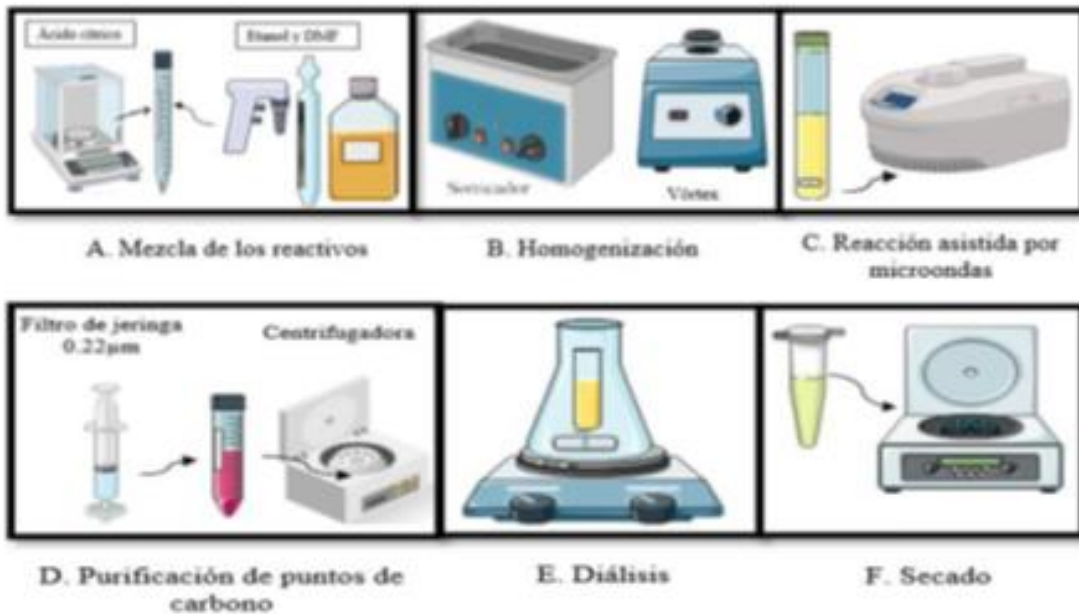 Ácido cítrico
Etanol y DMF
Sonicador
Vórtex
A. Mezcla de los reactivos
B. Homogenización
C. Reacción asistida por
microondas
Filtro de jeringa
0.22µm
Centrifugadora
D. Purificación de puntos de
carbono
E. Diálisis
F. Secado